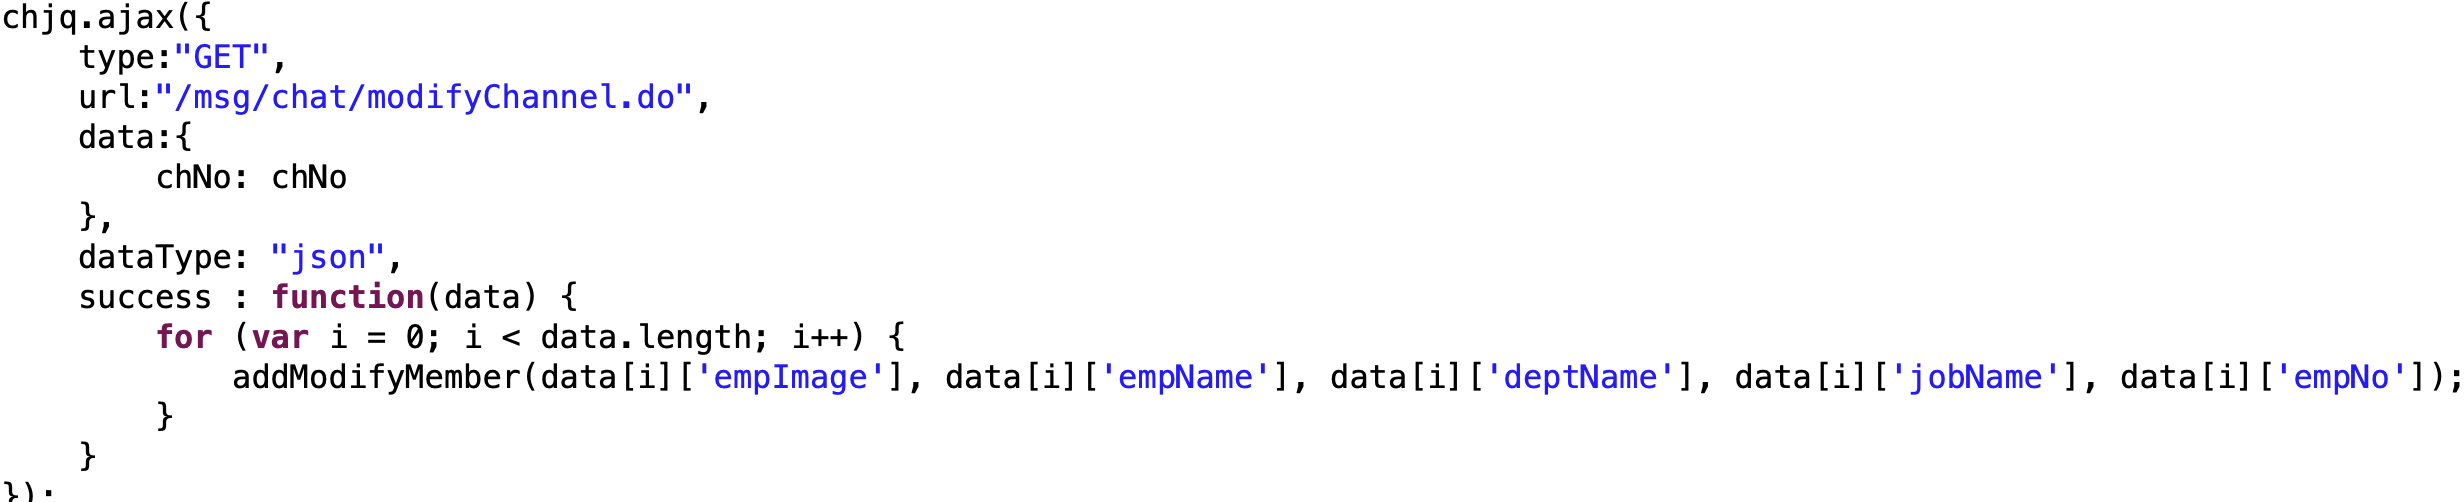 chjq.ajax({
    type:"GET",
    url:"/msg/chat/modifyChannel.do",
    data:{
        chNo: chNo
    },
    dataType: "json",
    success : function(data) {
        for (var i = 0; i < data.length; i++) {
            addModifyMember(data[i]['empImage'], data[i]['empName'], data[i]['deptName'], data[i]['jobName'], data[i]['empNo']);
        }
    }
});